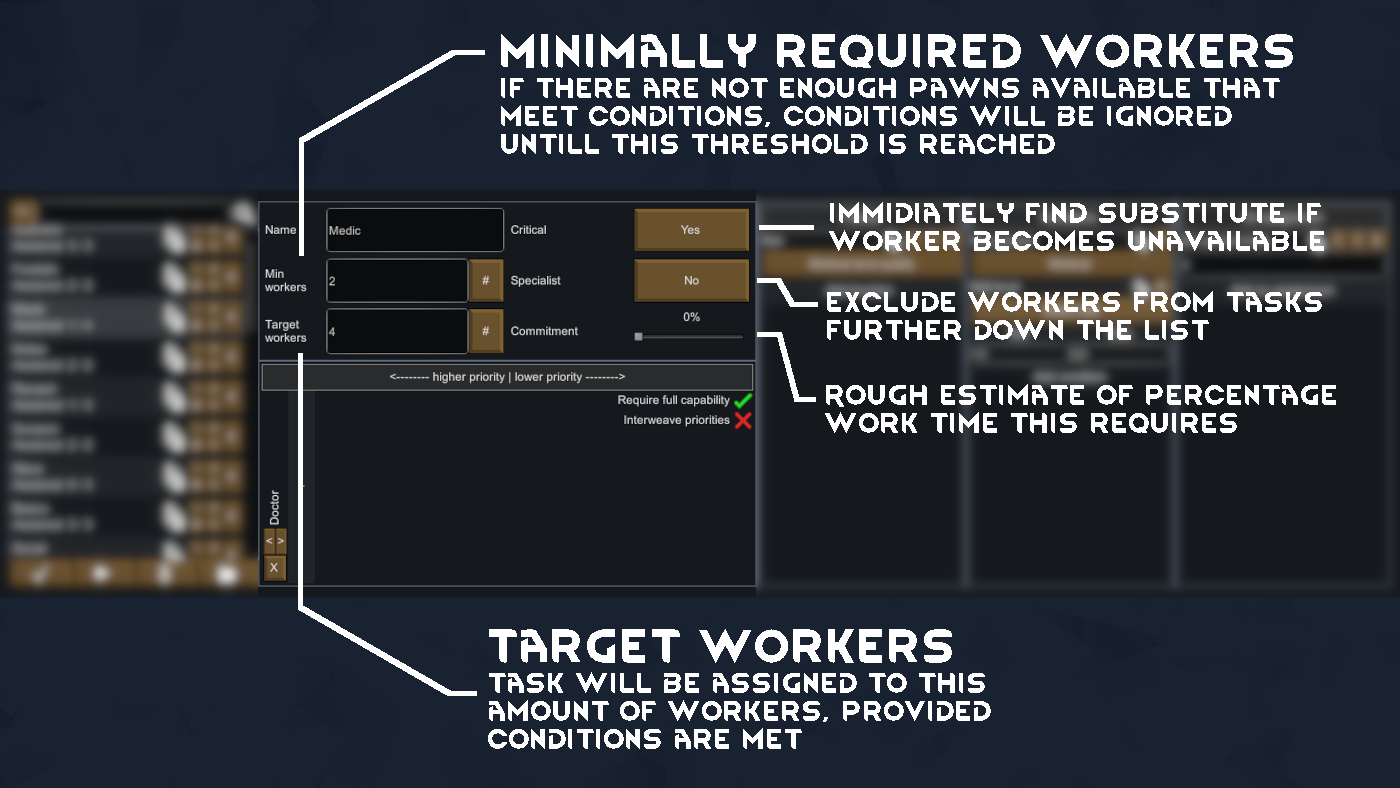 MINIMALLY REQUIRED WORKERS
IF THERE ARE NOT ENOUGH PAWNS AVAILABLE THAT
MEET CONDITIONS, CONDITIONS WILL BE IGNORED
UNTILL THIS THRESHOLD IS REACHED
Name
Medic
Critical
Yes
IMMIDIATELY FIND SUBSTITUTE IF
WORKER BECOMES UNAVAILABLE
Min
workers
2
#
Specialist
No
EXCLUDE WORKERS FROM TASKS
FURTHER DOWN THE LIST
Target
workers
4
#
Commitment
0%
ROUGH ESTIMATE OF PERCENTAGE
WORK TIME THIS REQUIRES
<-------- higher priority | lower priority -------->
Require full capability
Interweave priorities
Doctor
< >
X
TARGET WORKERS
TASK WILL BE ASSIGNED TO THIS
AMOUNT OF WORKERS, PROVIDED
CONDITIONS ARE MET